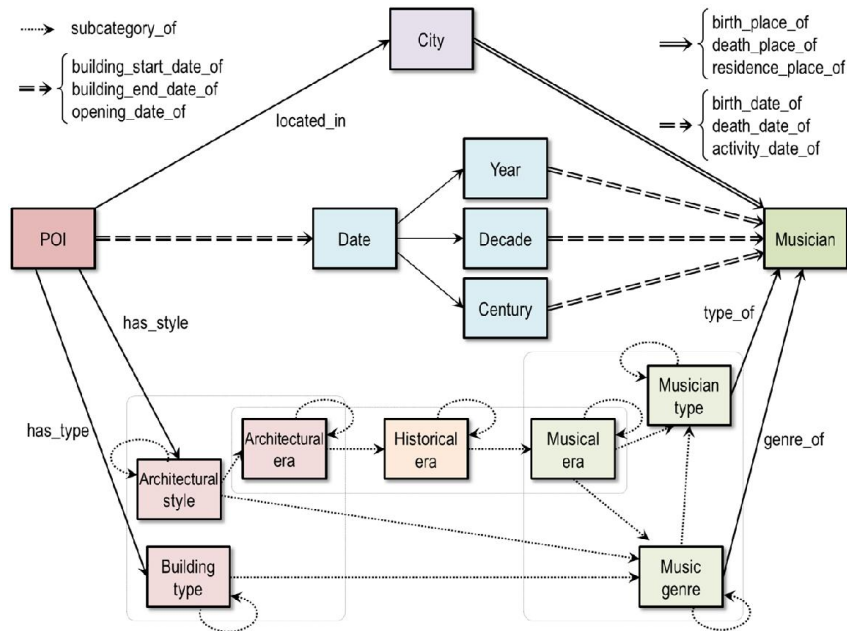 subcategory_of
building_start_date_of
building_end_date_of
opening_date_of
City
birth_place_of
death_place_of
residence_place_of
birth_date_of
death_date_of
activity_date_of
located_in
Year
POI
Date
Decade
Musician
Century
has_style
type_of
has_type
Musician
type
Architectural
era
Historical
era
Musical
era
genre_of
Architectural
style
Building
type
Music
genre